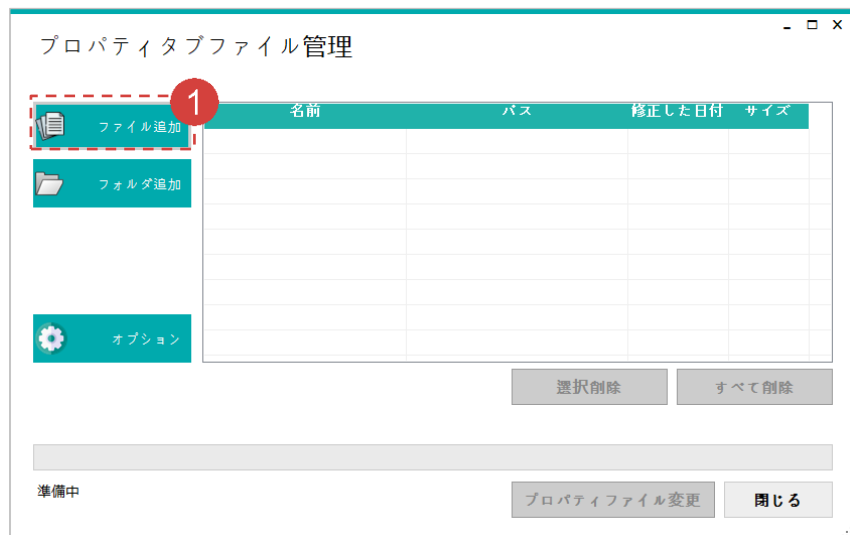 プロパティタブファイル管理
1
ファイル追加
名前 パス 修正した日付 サイズ
フォルダ追加
オプション
選択削除 すべて削除
準備中
プロパティファイル変更 閉じる